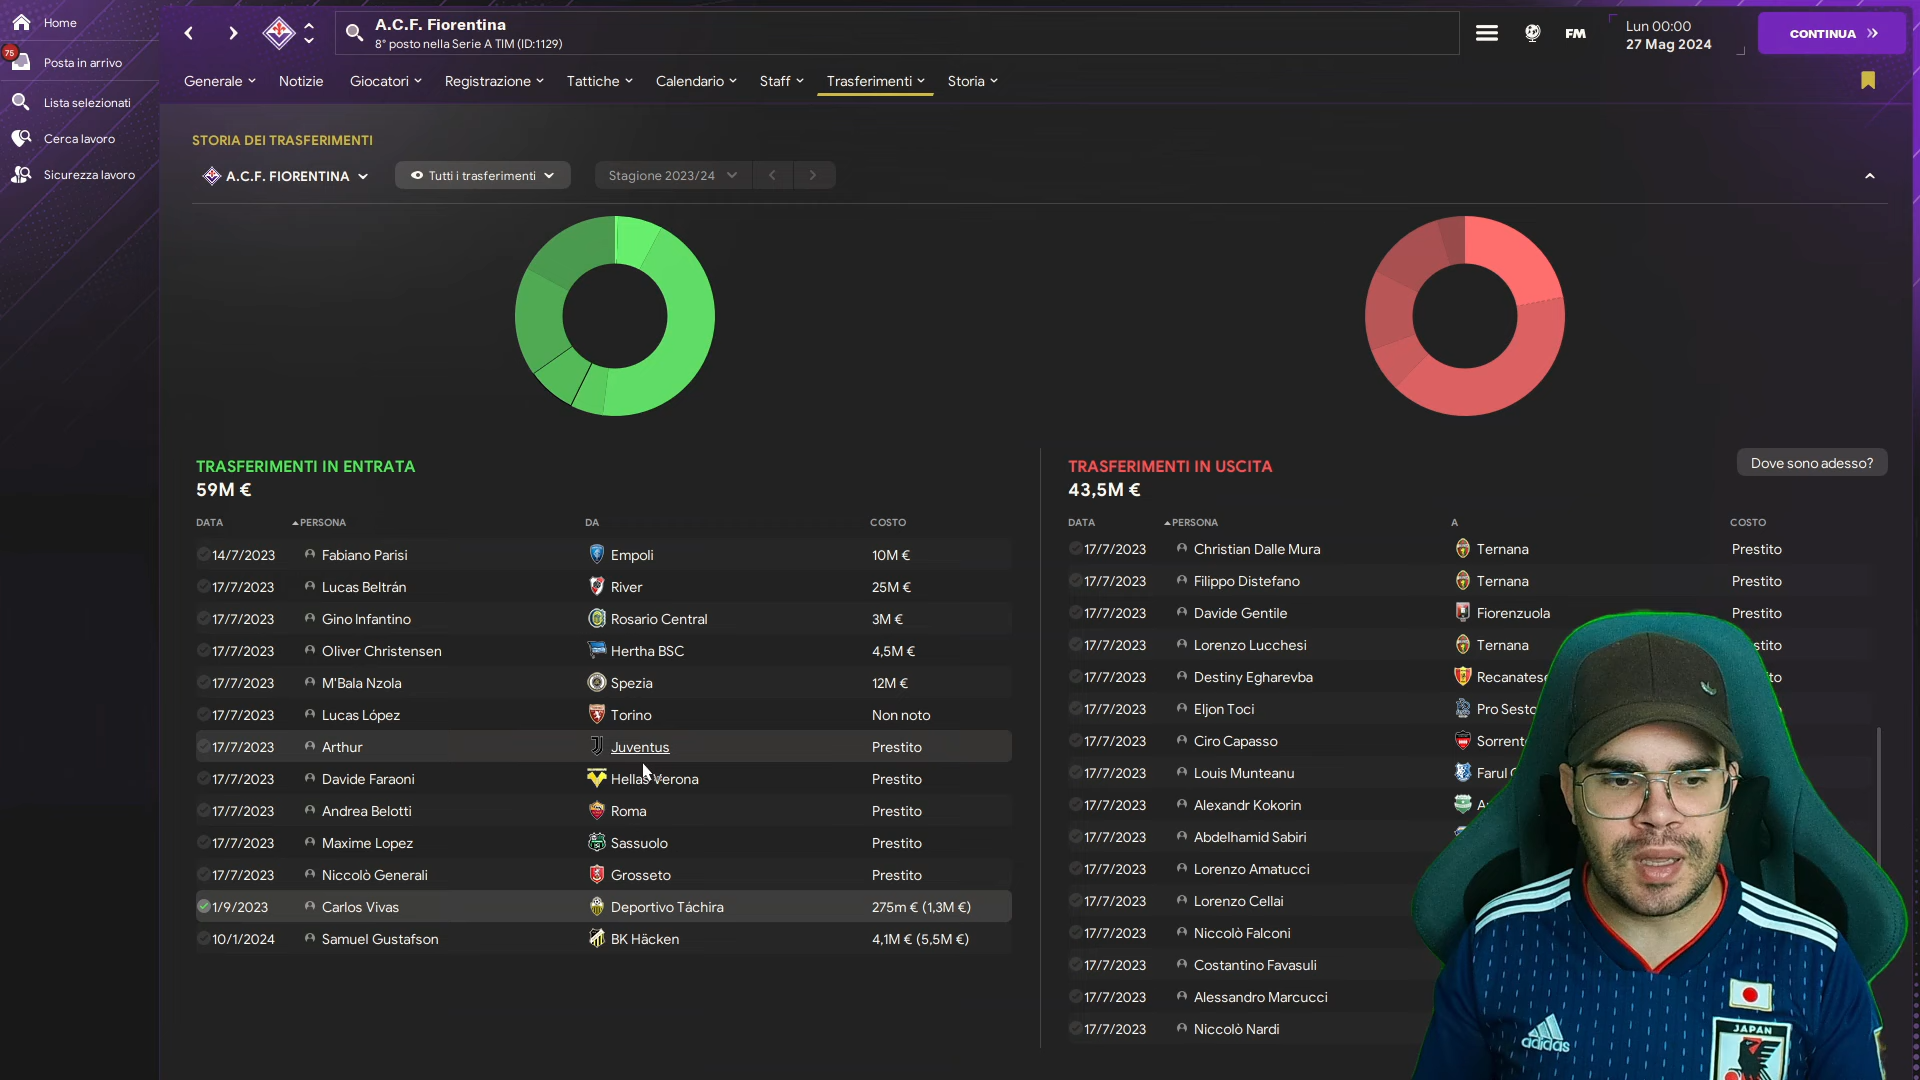 Home
75
Posta in arrivo
Lista selezionati
Cerca lavoro
Sicurezza lavoro
A.C.F. Fiorentina
8° posto nella Serie A TIM (ID:1129)
FM
Lun 00:00
27 Mag 2024
CONTINUA
Generale Notizie Giocatori Registrazione Tattiche Calendario Staff Trasferimenti Storia
STORIA DEI TRASFERIMENTI
A.C.F. FIORENTINA Tutti i trasferimenti Stagione 2023/24
TRASFERIMENTI IN ENTRATA
59M €
DATA PERSONA DA COSTO
14/7/2023 Fabiano Parisi Empoli 10M €
17/7/2023 Lucas Beltrán River 25M €
17/7/2023 Gino Infantino Rosario Central 3M €
17/7/2023 Oliver Christensen Hertha BSC 4,5M €
17/7/2023 M'Bala Nzola Spezia 12M €
17/7/2023 Lucas López Torino Non noto
17/7/2023 Arthur Juventus Prestito
17/7/2023 Davide Faraoni Hellas Verona Prestito
17/7/2023 Andrea Belotti Roma Prestito
17/7/2023 Maxime Lopez Sassuolo Prestito
17/7/2023 Niccolò Generali Grosseto Prestito
1/9/2023 Carlos Vivas Deportivo Táchira 275m € (1,3M €)
10/1/2024 Samuel Gustafson BK Häcken 4,1M € (5,5M €)
TRASFERIMENTI IN USCITA
43,5M €
Dove sono adesso?
DATA PERSONA A COSTO
17/7/2023 Christian Dalle Mura Ternana Prestito
17/7/2023 Filippo Distefano Ternana Prestito
17/7/2023 Davide Gentile Fiorenzuola Prestito
17/7/2023 Lorenzo Lucchesi Ternana stito
17/7/2023 Destiny Egharevba Recanatese to
17/7/2023 Eljon Toci Pro Sesto
17/7/2023 Ciro Capasso Sorrent
17/7/2023 Louis Munteanu Farul
17/7/2023 Alexandr Kokorin
17/7/2023 Abdelhamid Sabiri
17/7/2023 Lorenzo Amatucci
17/7/2023 Lorenzo Cellai
17/7/2023 Niccolò Falconi
17/7/2023 Costantino Favasuli
17/7/2023 Alessandro Marcucci
17/7/2023 Niccolò Nardi
adidas
JAPAN